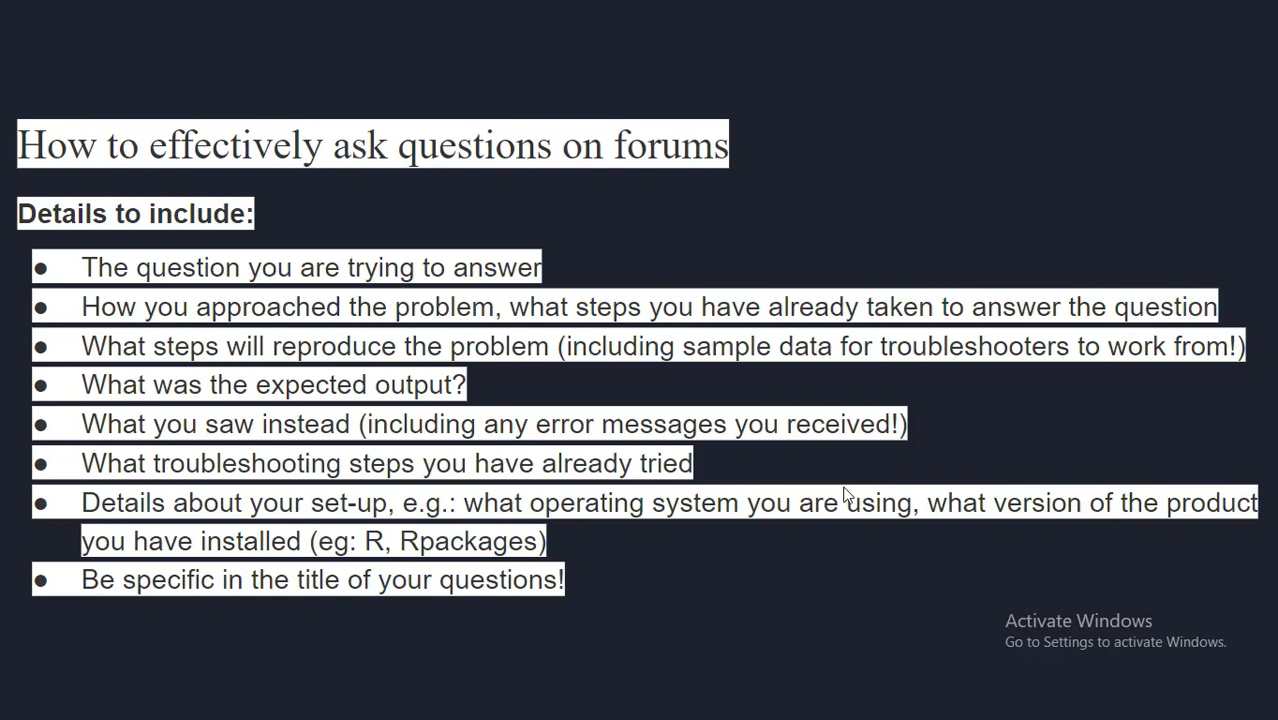 How to effectively ask questions on forums
Details to include:
● The question you are trying to answer
● How you approached the problem, what steps you have already taken to answer the question
● What steps will reproduce the problem (including sample data for troubleshooters to work from!)
● What was the expected output?
● What you saw instead (including any error messages you received!)
● What troubleshooting steps you have already tried
● Details about your set-up, e.g.: what operating system you are using, what version of the product
you have installed (eg: R, Rpackages)
● Be specific in the title of your questions!
Activate Windows
Go to Settings to activate Windows.